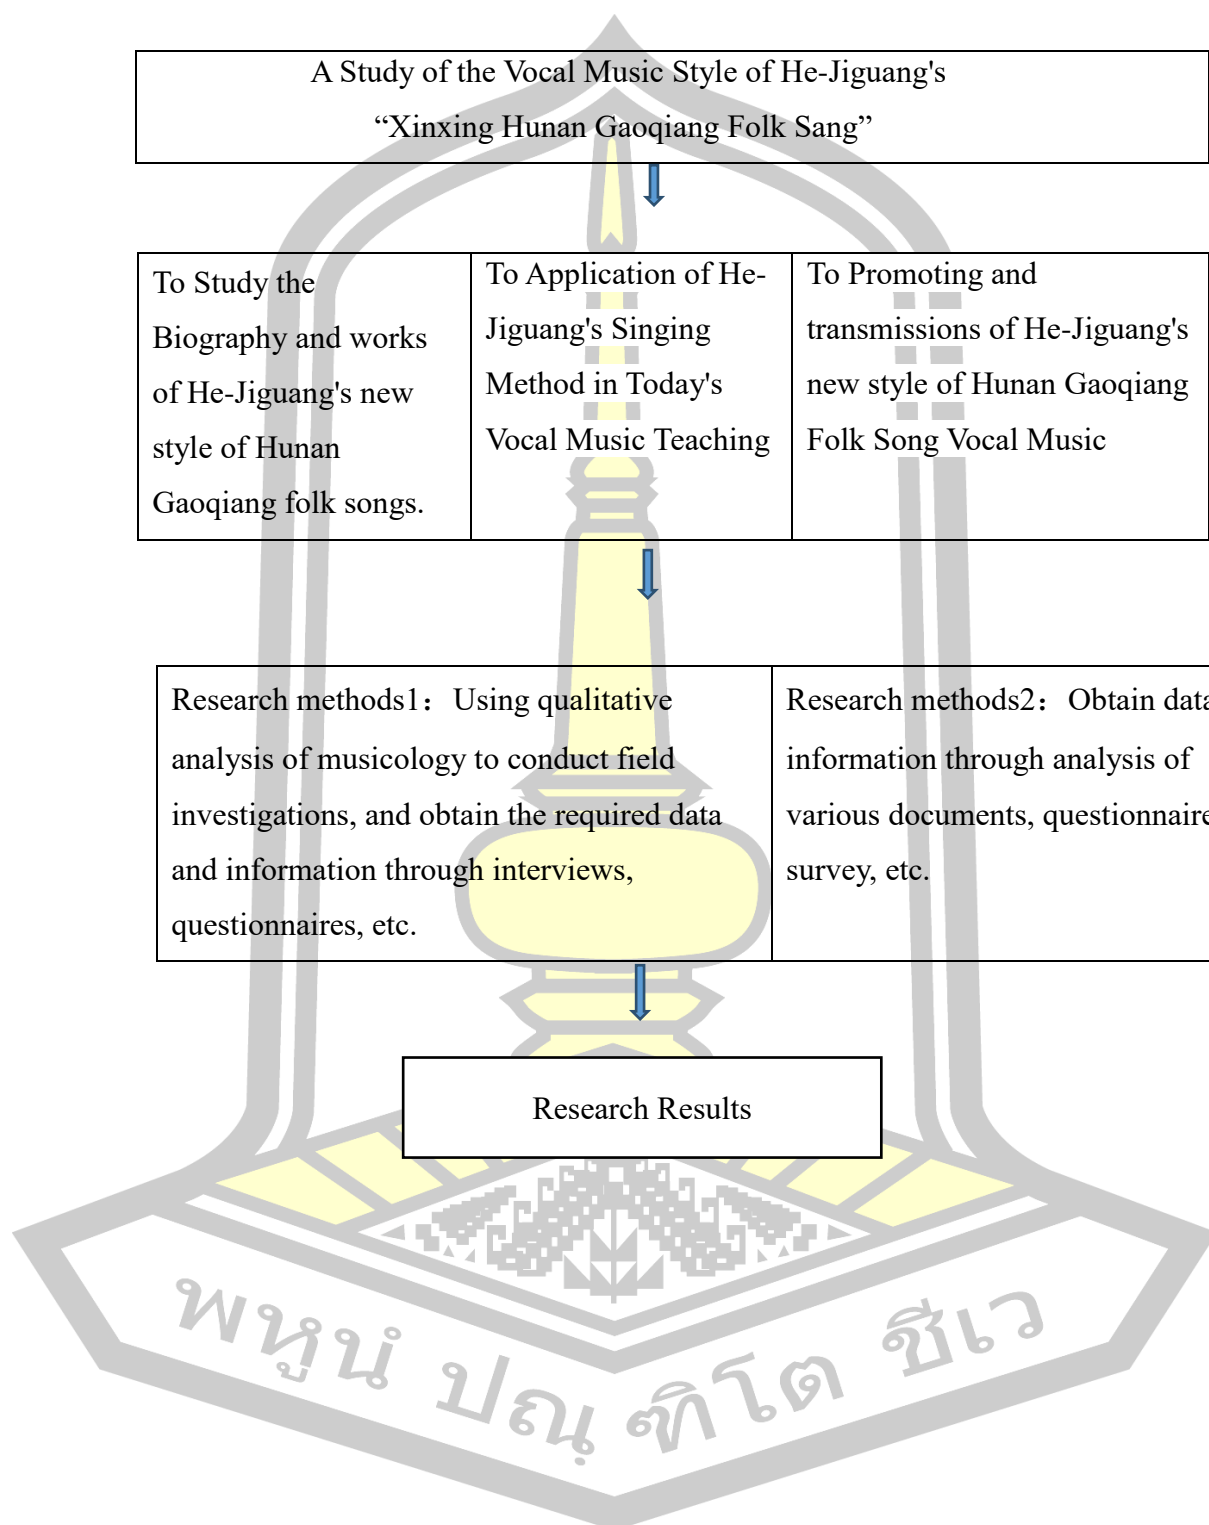 A Study of the Vocal Music Style of He-Jiguang's
“Xinxing Hunan Gaoqiang Folk Sang”
To Study the
Biography and works
of He-Jiguang's new
style of Hunan
Gaoqiang folk songs.
To Application of He-
Jiguang's Singing
Method in Today's
Vocal Music Teaching
To Promoting and
transmissions of He-Jiguang's
new style of Hunan Gaoqiang
Folk Song Vocal Music
Research methods1：Using qualitative
analysis of musicology to conduct field
investigations, and obtain the required data
and information through interviews,
questionnaires, etc.
Research methods2：Obtain data
information through analysis of
various documents, questionnaire
survey, etc.
Research Results
พหูนํ ปณฺฑิโต ชีเว